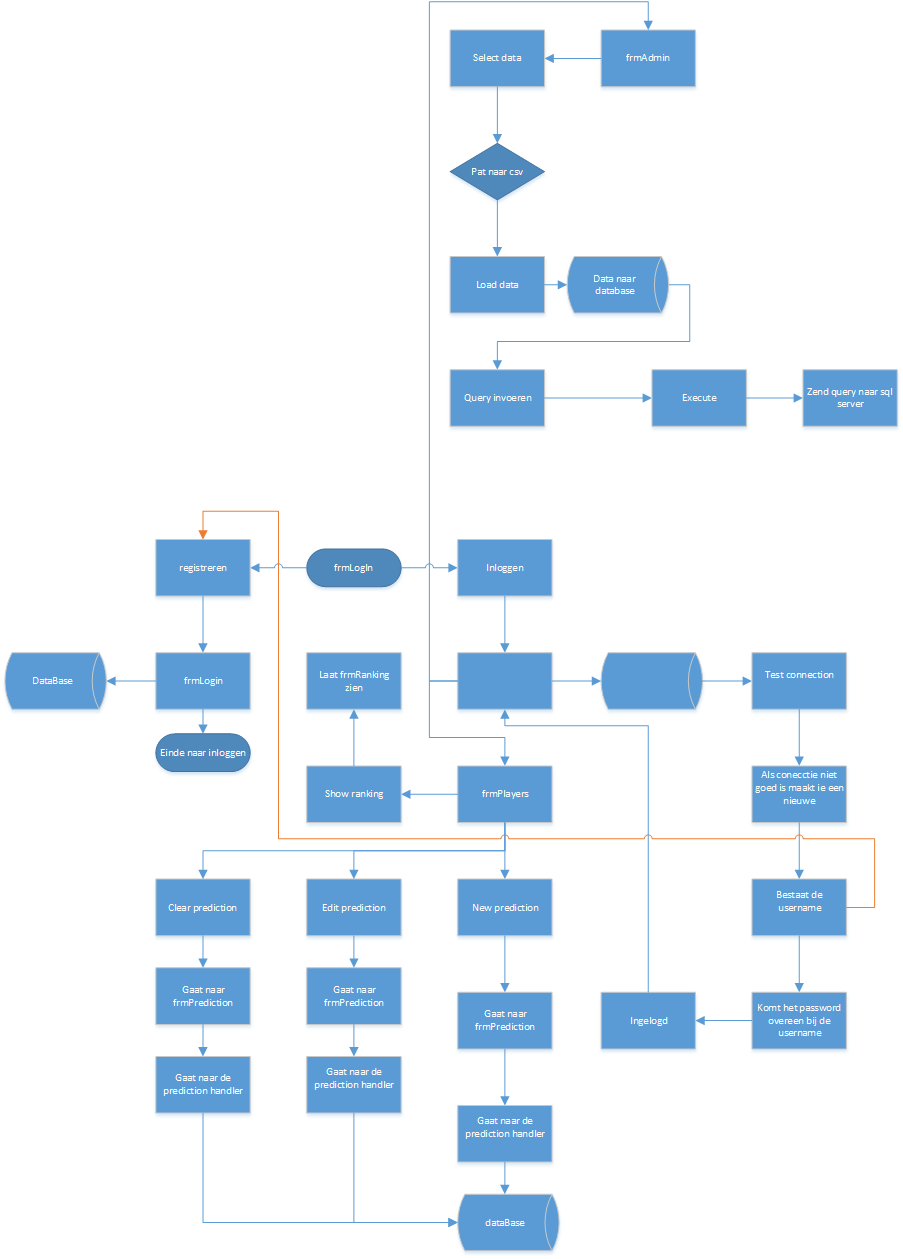 Select data
frmAdmin
Pat naar csv
Load data
Data naar
database
Query invoeren
Execute
Zend query naar sql
server
registreren
frmLogIn
Inloggen
DataBase
frmLogin
Laat frmRanking
zien
Test connection
Einde naar inloggen
Show ranking
frmPlayers
Als conecctie niet
goed is maakt ie een
nieuwe
Clear prediction
Edit prediction
New prediction
Bestaat de
username
Gaat naar
frmPrediction
Gaat naar
frmPrediction
Gaat naar
frmPrediction
Ingelogd
Komt het password
overeen bij de
username
Gaat naar de
prediction handler
Gaat naar de
prediction handler
Gaat naar de
prediction handler
dataBase